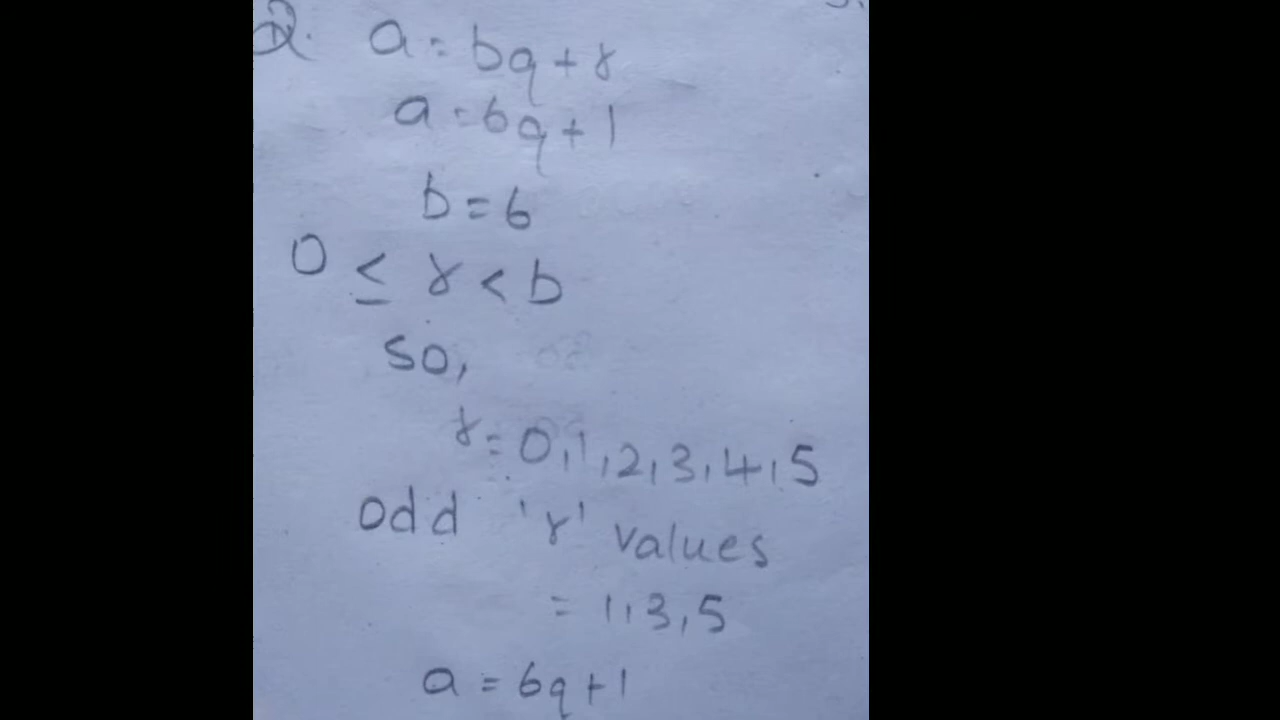 2. a = bq + r
a = 6q + 1
b = 6
0 ≤ r < b
so,
r = 0, 1, 2, 3, 4, 5
odd 'r' values
= 1, 3, 5
a = 6q + 1